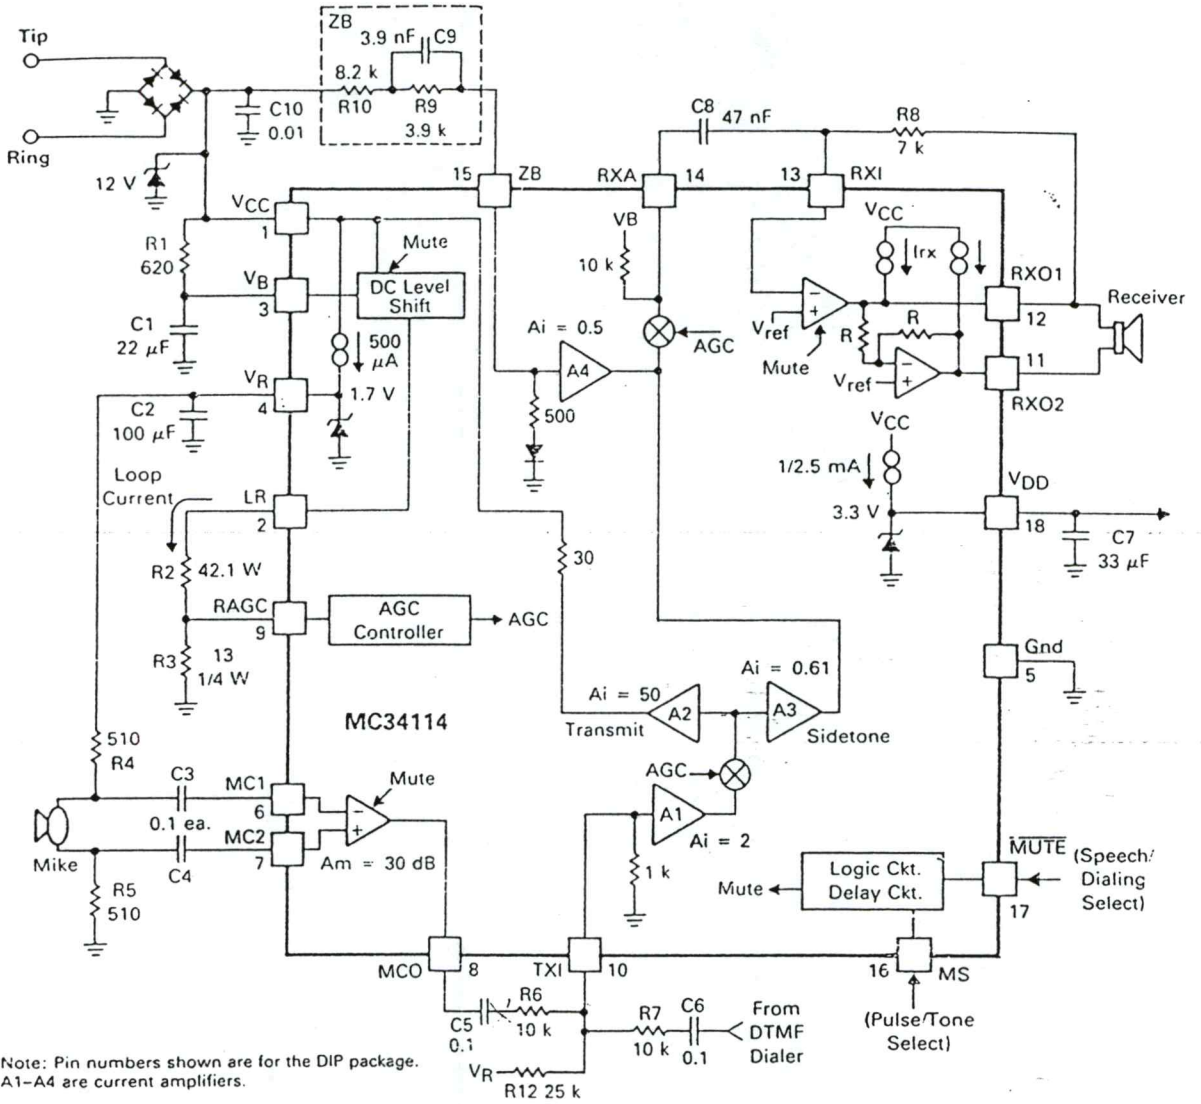 ZB
Tip
3.9 nF C9
8.2 k
R10
R9
3.9 k
C10
0.01
Ring
12 V
C8 47 nF
R8
7 k
15 ZB
RXA 14
13 RXI
VCC
1
R1
620
Mute
VB
3
DC Level
Shift
C1
22 µF
500
µA
VR
4
1.7 V
C2
100 µF
VB
10 k
Ai = 0.5
A4
AGC
500
VCC
Irx
RXO1
12
Receiver
Vref
Mute
R
R
Vref
11
RXO2
VCC
1/2.5 mA
3.3 V
VDD
18
C7
33 µF
Loop
Current
LR
2
R2 42.1 W
30
RAGC
9
AGC
Controller
AGC
R3
13
1/4 W
Gnd
5
MC34114
Ai = 50
A2
Transmit
Ai = 0.61
A3
Sidetone
510
R4
AGC
A1
Ai = 2
C3
MC1
6
Mute
0.1 ea.
MC2
7
Mike
C4
Am = 30 dB
1 k
R5
510
Mute
Logic Ckt.
Delay Ckt.
MUTE
17
(Speech/
Dialing
Select)
MCO 8
TXI 10
16 MS
(Pulse/Tone
Select)
C5
0.1
R6
10 k
R7
10 k
C6
0.1
From
DTMF
Dialer
VR
R12 25 k
Note: Pin numbers shown are for the DIP package.
A1-A4 are current amplifiers.